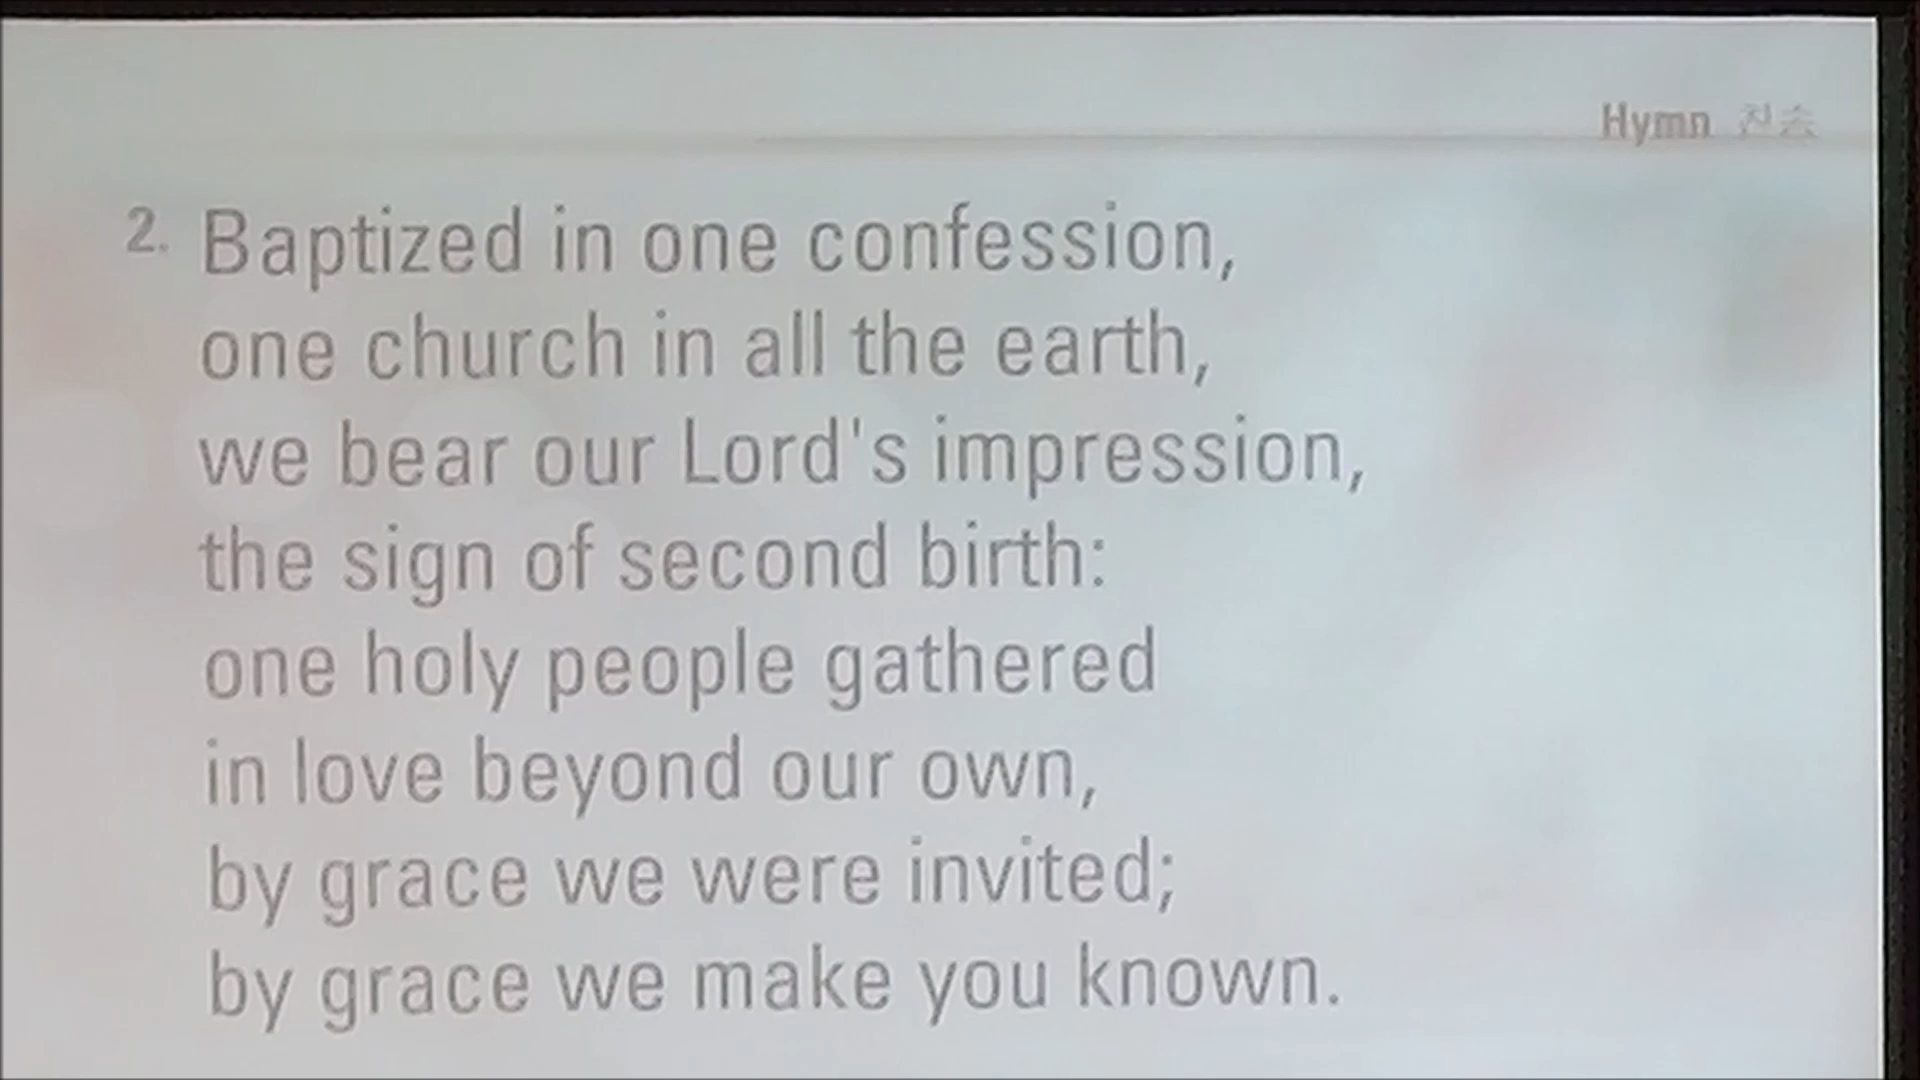 Hymn 찬송
2. Baptized in one confession,
one church in all the earth,
we bear our Lord's impression,
the sign of second birth:
one holy people gathered
in love beyond our own,
by grace we were invited;
by grace we make you known.